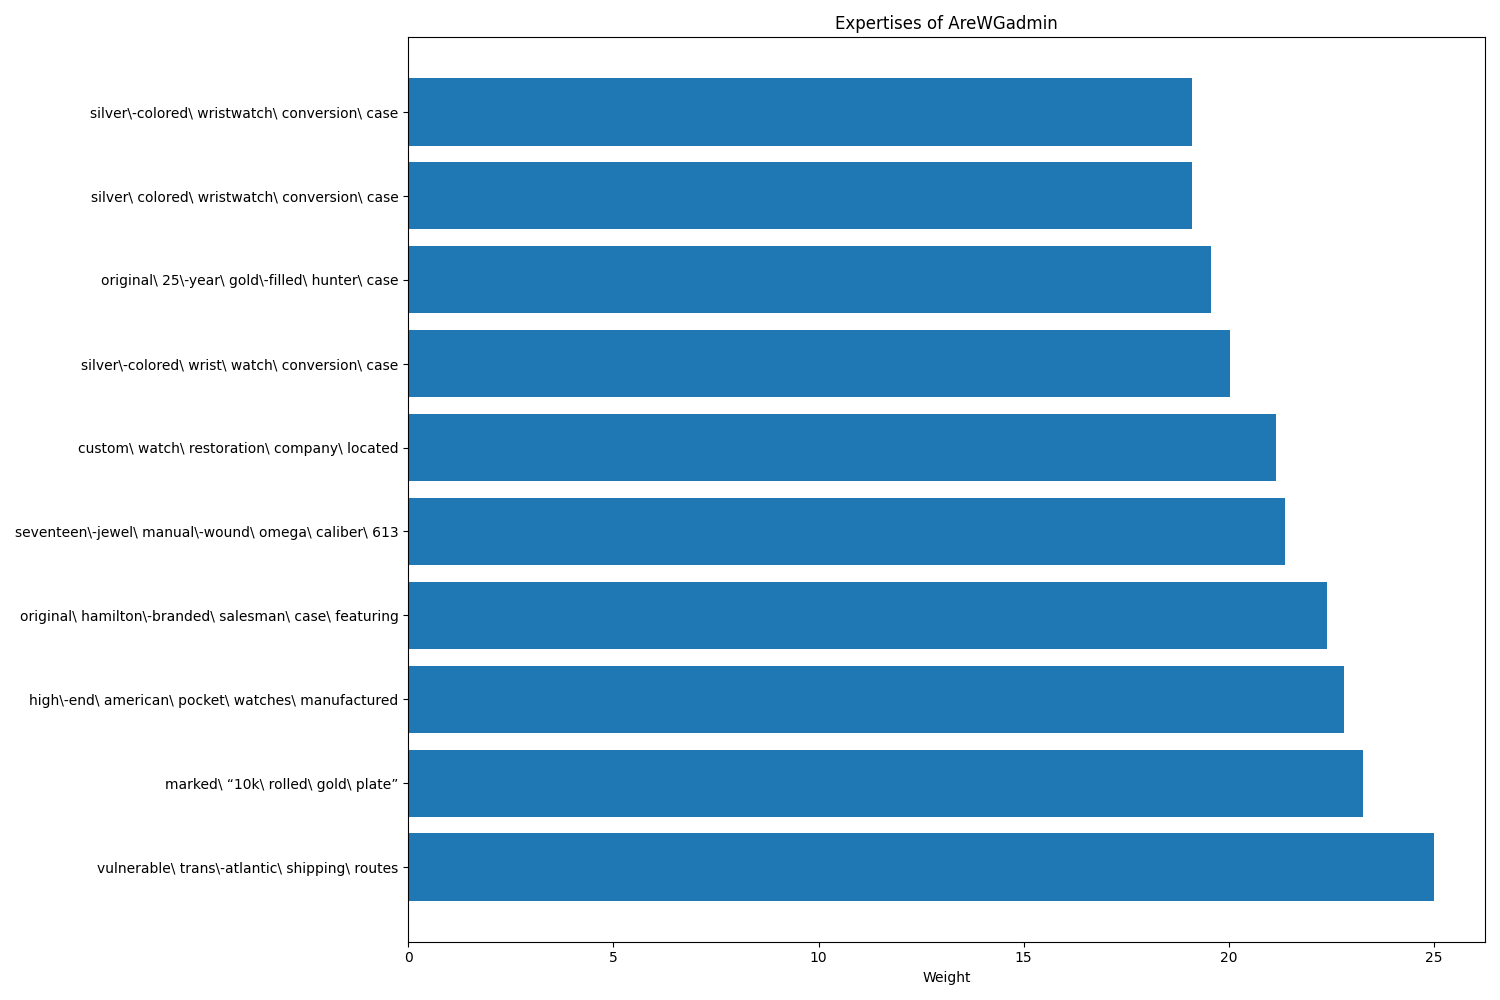 Expertises of AreWGadmin
silver\-colored\ wristwatch\ conversion\ case
silver\ colored\ wristwatch\ conversion\ case
original\ 25\-year\ gold\-filled\ hunter\ case
silver\-colored\ wrist\ watch\ conversion\ case
custom\ watch\ restoration\ company\ located
seventeen\-jewel\ manual\-wound\ omega\ caliber\ 613
original\ hamilton\-branded\ salesman\ case\ featuring
high\-end\ american\ pocket\ watches\ manufactured
marked\ “10k\ rolled\ gold\ plate”
vulnerable\ trans\-atlantic\ shipping\ routes
0 5 10 15 20 25
Weight